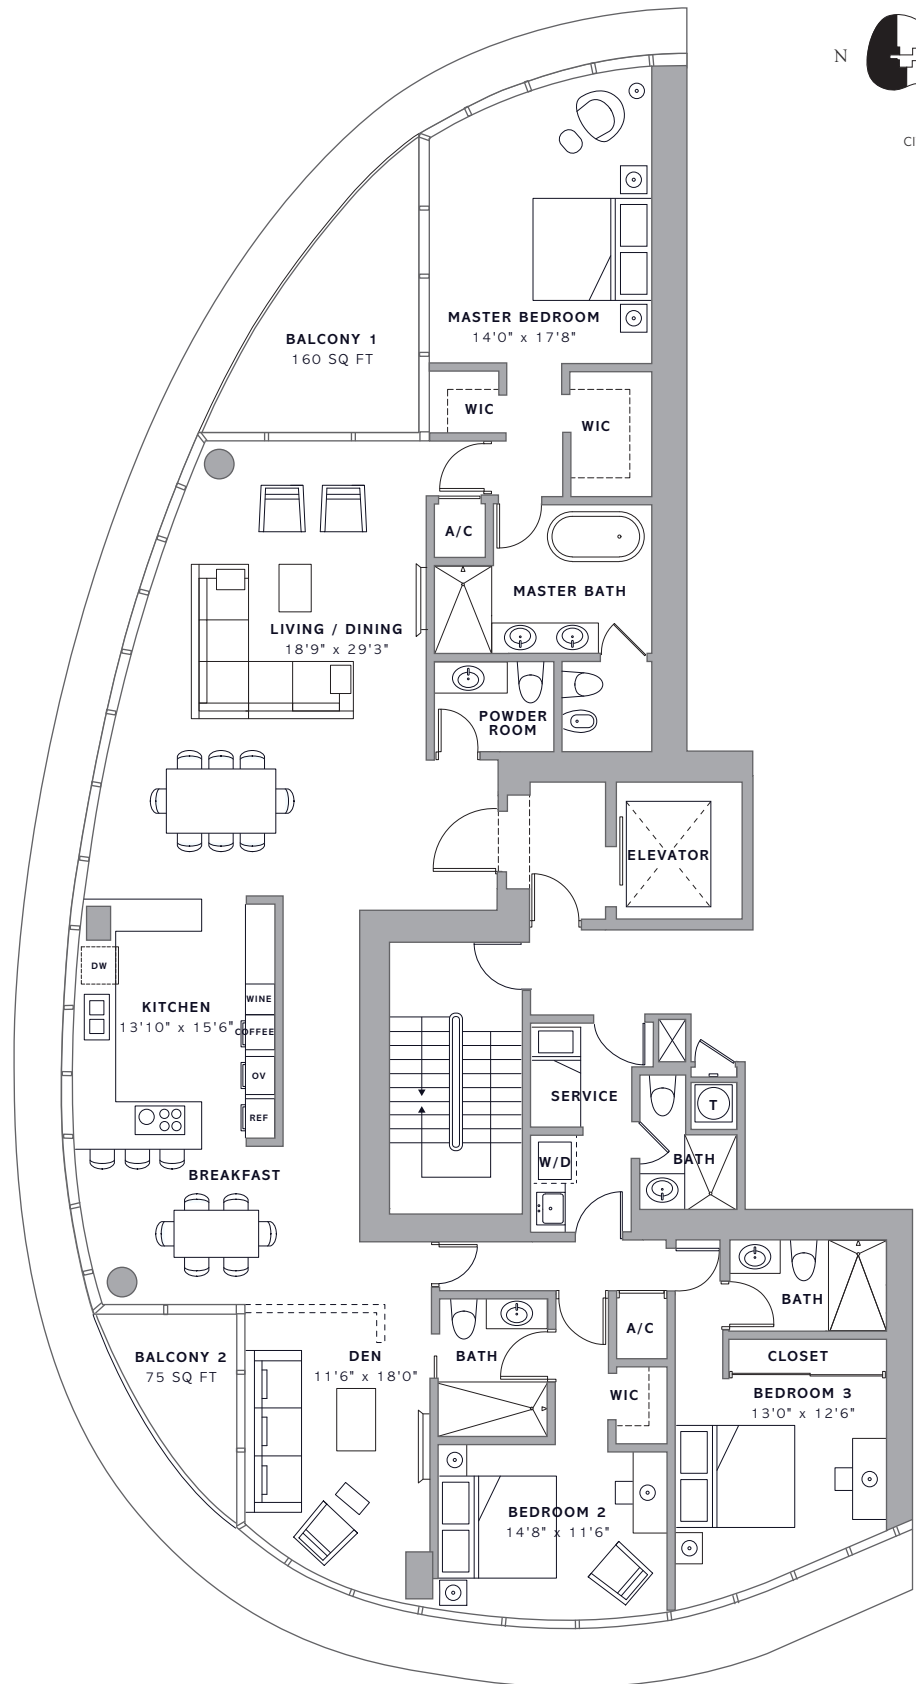 N
CI
MASTER BEDROOM
14'0" x 17'8"
BALCONY 1
160 SQ FT
WIC
WIC
A/C
MASTER BATH
LIVING / DINING
18'9" x 29'3"
POWDER
ROOM
ELEVATOR
DW
WINE
KITCHEN
13'10" x 15'6"
COFFEE
OV
REF
SERVICE
T
BREAKFAST
W/D
BATH
BATH
A/C
BALCONY 2
75 SQ FT
DEN
11'6" x 18'0"
BATH
CLOSET
WIC
BEDROOM 3
13'0" x 12'6"
BEDROOM 2
14'8" x 11'6"